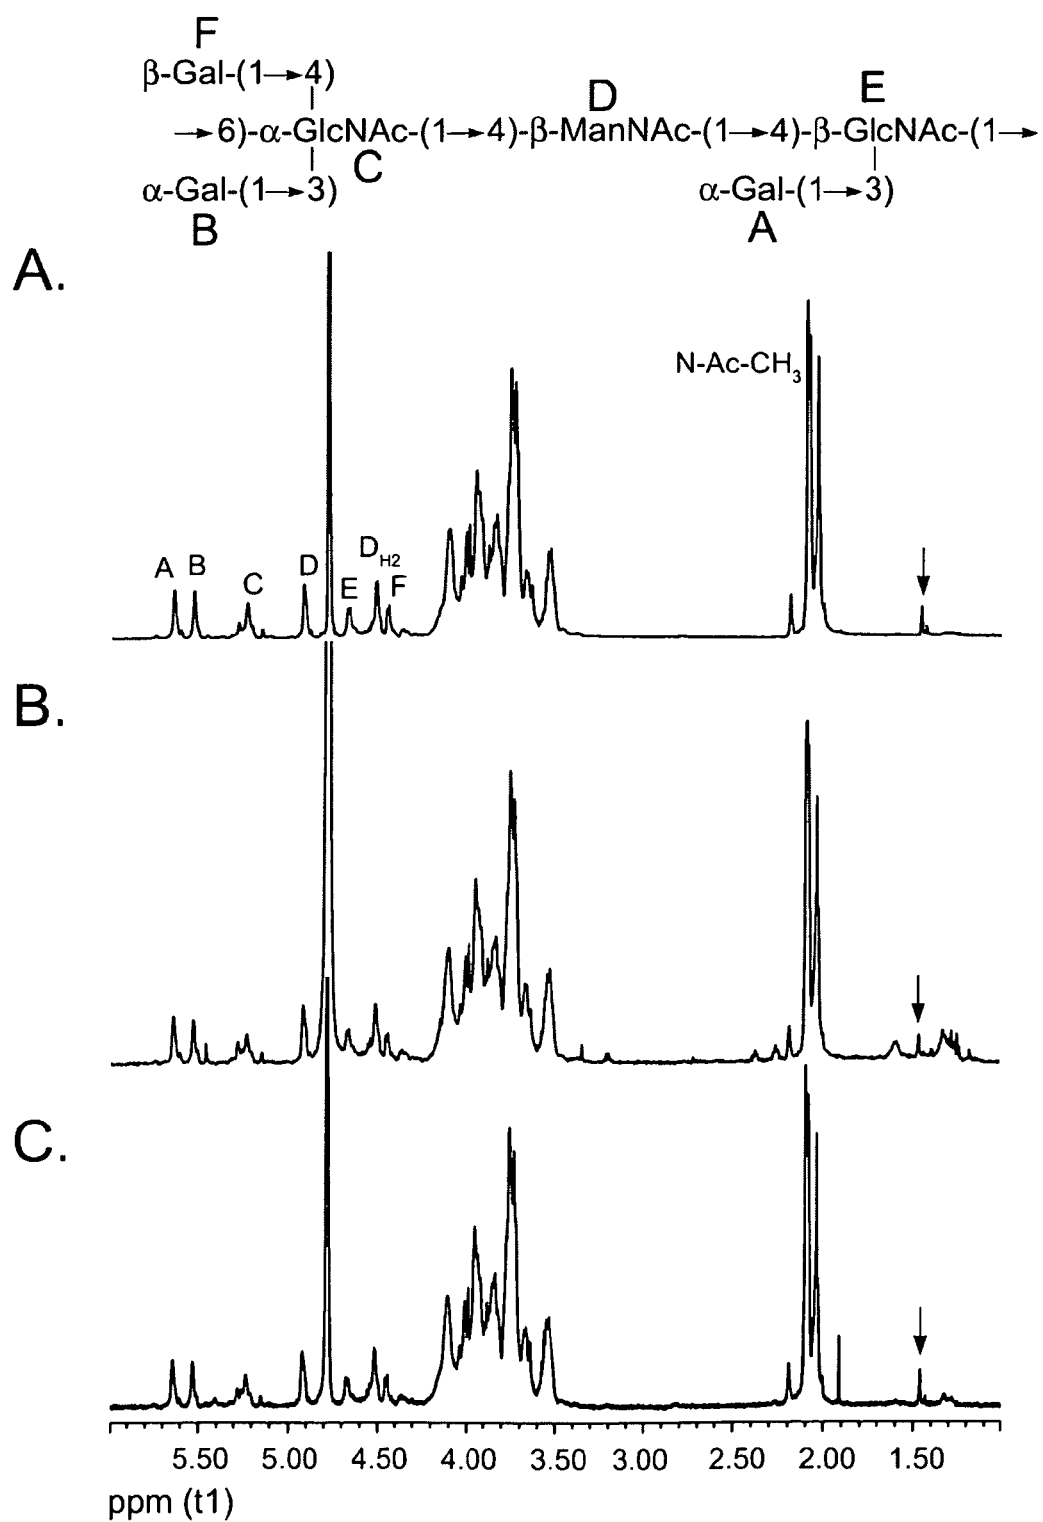 F
β-Gal-(1→4)
D
E
→6)-α-GlcNAc-(1→4)-β-ManNAc-(1→4)-β-GlcNAc-(1→
C
α-Gal-(1→3)
α-Gal-(1→3)
B
A
A.
N-Ac-CH₃
A B C D E D_H2 F
B.
C.
5.50 5.00 4.50 4.00 3.50 3.00 2.50 2.00 1.50
ppm (t1)